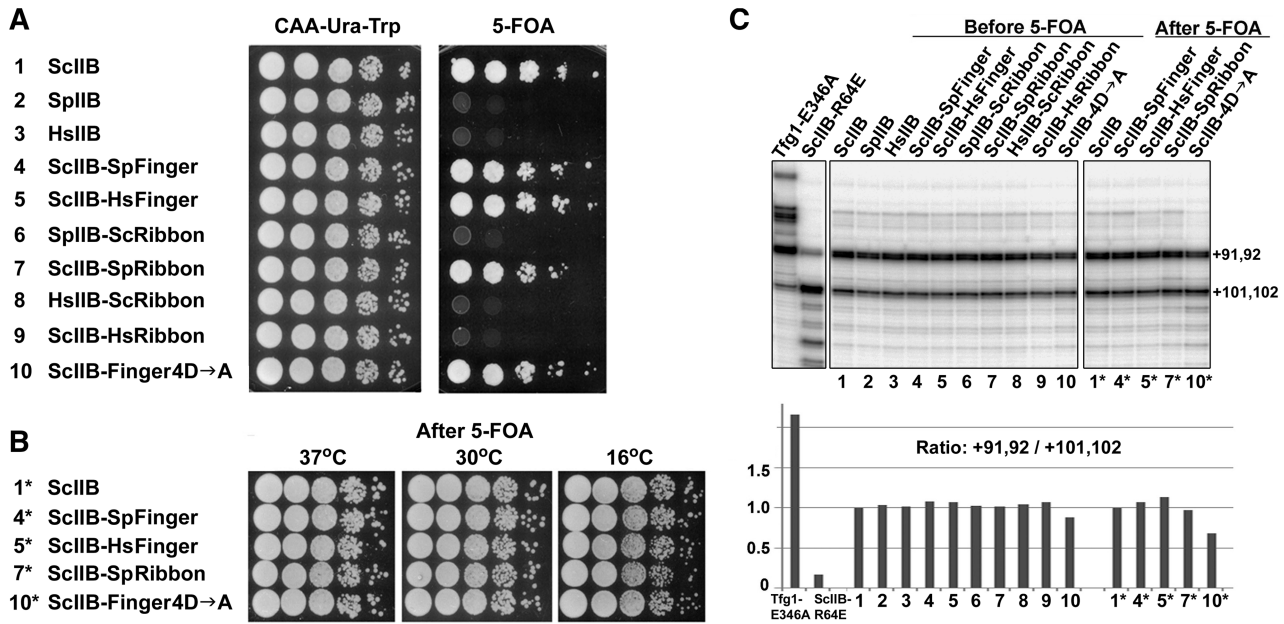 A
CAA-Ura-Trp 5-FOA
1 ScIIB
2 SpIIB
3 HsIIB
4 ScIIB-SpFinger
5 ScIIB-HsFinger
6 SpIIB-ScRibbon
7 ScIIB-SpRibbon
8 HsIIB-ScRibbon
9 ScIIB-HsRibbon
10 ScIIB-Finger4D→A
B
After 5-FOA
37°C 30°C 16°C
1* ScIIB
4* ScIIB-SpFinger
5* ScIIB-HsFinger
7* ScIIB-SpRibbon
10* ScIIB-Finger4D→A
C
Before 5-FOA After 5-FOA
Tfg1-E346A
ScIIB-R64E
ScIIB
SpIIB
HsIIB
ScIIB-SpFinger
ScIIB-HsFinger
SpIIB-ScRibbon
ScIIB-SpRibbon
HsIIB-ScRibbon
ScIIB-HsRibbon
ScIIB-4D→A
ScIIB
ScIIB-SpFinger
ScIIB-HsFinger
ScIIB-SpRibbon
ScIIB-4D→A
+91,92
+101,102
1 2 3 4 5 6 7 8 9 10 1* 4* 5* 7* 10*
Ratio: +91,92 / +101,102
1.5
1.0
0.5
0
Tfg1- ScIIB- 1 2 3 4 5 6 7 8 9 10 1* 4* 5* 7* 10*
E346A R64E